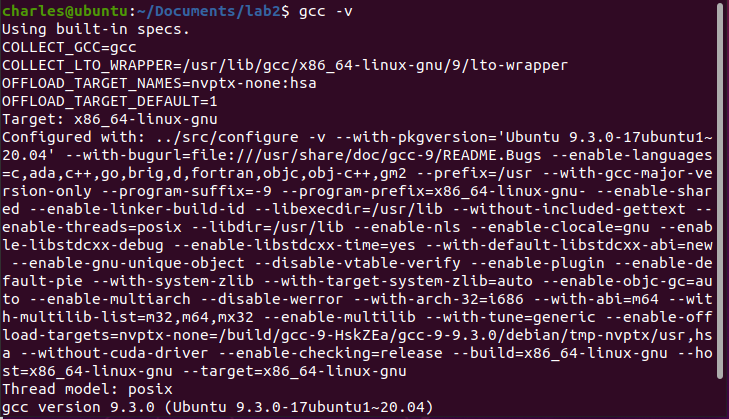 charles@ubuntu:~/Documents/lab2$ gcc -v
Using built-in specs.
COLLECT_GCC=gcc
COLLECT_LTO_WRAPPER=/usr/lib/gcc/x86_64-linux-gnu/9/lto-wrapper
OFFLOAD_TARGET_NAMES=nvptx-none:hsa
OFFLOAD_TARGET_DEFAULT=1
Target: x86_64-linux-gnu
Configured with: ../src/configure -v --with-pkgversion='Ubuntu 9.3.0-17ubuntu1~
20.04' --with-bugurl=file:///usr/share/doc/gcc-9/README.Bugs --enable-languages
=c,ada,c++,go,brig,d,fortran,objc,obj-c++,gm2 --prefix=/usr --with-gcc-major-ve
rsion-only --program-suffix=-9 --program-prefix=x86_64-linux-gnu- --enable-shar
ed --enable-linker-build-id --libexecdir=/usr/lib --without-included-gettext --
enable-threads=posix --libdir=/usr/lib --enable-nls --enable-clocale=gnu --enab
le-libstdcxx-debug --enable-libstdcxx-time=yes --with-default-libstdcxx-abi=new
 --enable-gnu-unique-object --disable-vtable-verify --enable-plugin --enable-de
fault-pie --with-system-zlib --with-target-system-zlib=auto --enable-objc-gc=au
to --enable-multiarch --disable-werror --with-arch-32=i686 --with-abi=m64 --wit
h-multilib-list=m32,m64,mx32 --enable-multilib --with-tune=generic --enable-off
load-targets=nvptx-none=/build/gcc-9-HskZEa/gcc-9-9.3.0/debian/tmp-nvptx/usr,hs
a --without-cuda-driver --enable-checking=release --build=x86_64-linux-gnu --ho
st=x86_64-linux-gnu --target=x86_64-linux-gnu
Thread model: posix
gcc version 9.3.0 (Ubuntu 9.3.0-17ubuntu1~20.04)